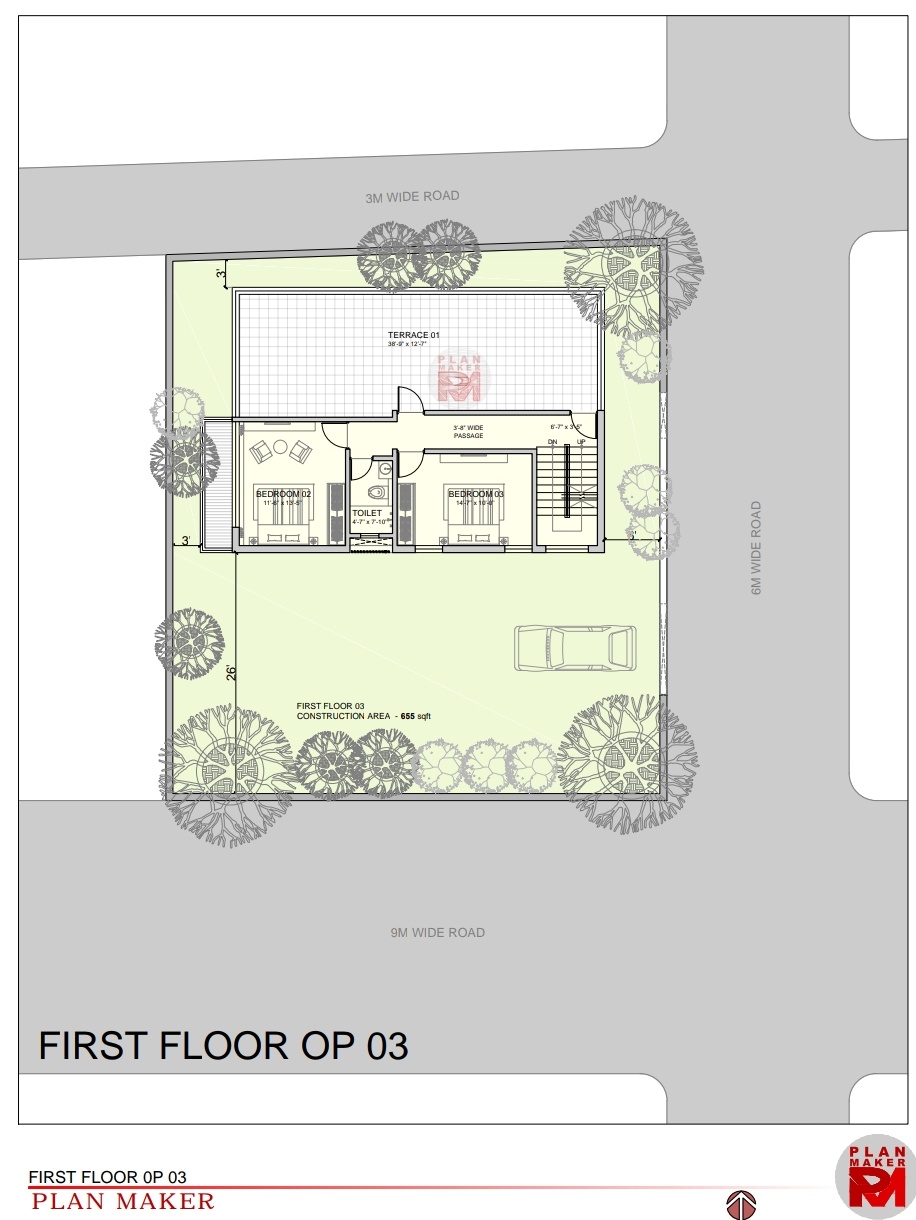 3M WIDE ROAD
3'
TERRACE 01
38'-9" x 12'-7"
PLAN
MAKER
3'-8" WIDE
PASSAGE
6'-7" x 3'-5"
DN UP
BEDROOM 02
11'-6" x 13'-5"
BEDROOM 03
14'-7" x 10'-0"
TOILET
4'-7" x 7'-10"
3'
6M WIDE ROAD
26'
FIRST FLOOR 03
CONSTRUCTION AREA - 655 sqft
9M WIDE ROAD
FIRST FLOOR OP 03
FIRST FLOOR 0P 03
PLAN MAKER
PLAN
MAKER